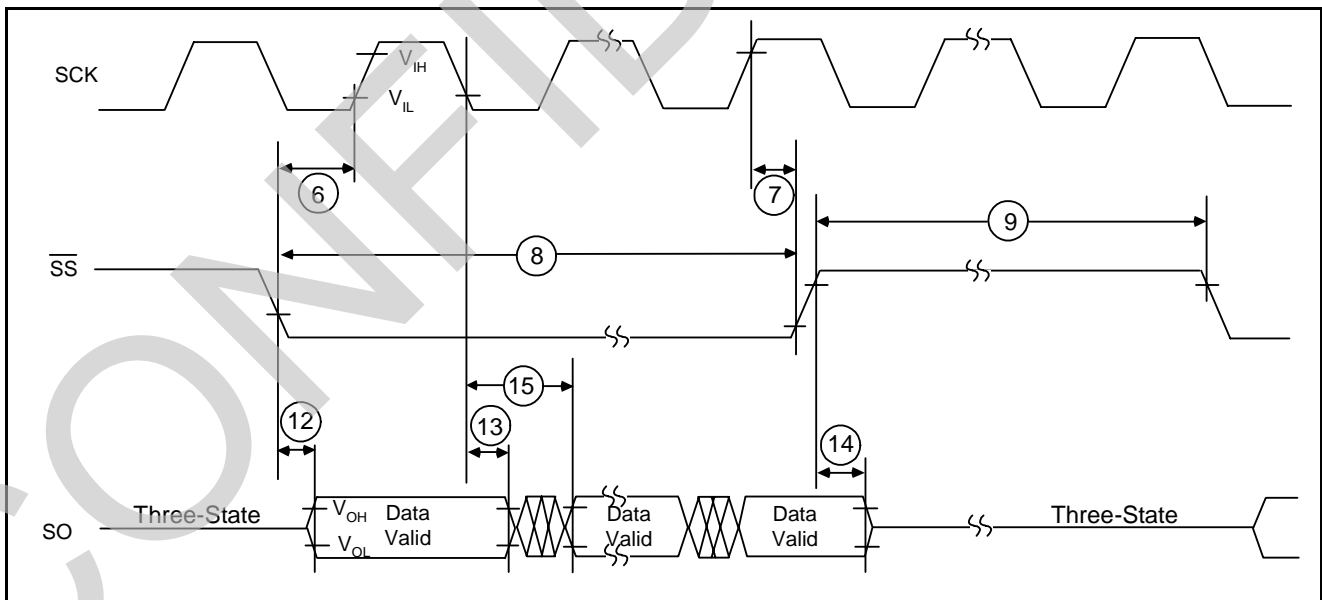 SCK
V_IH
V_IL
6
7
9
8
S̅S̅
15
12
13
14
Three-State
V_OH
Data
Valid
V_OL
Data
Valid
Data
Valid
Three-State
SO
CONFID